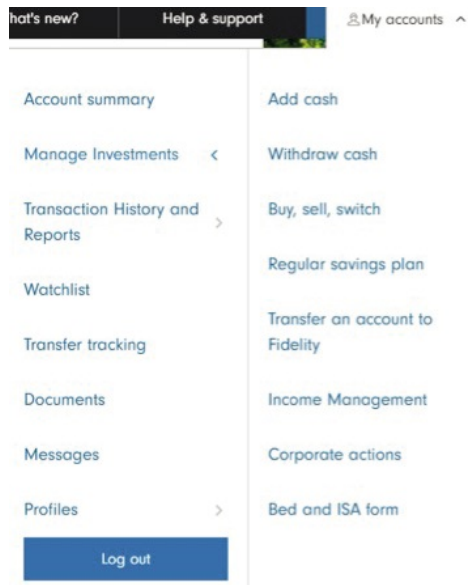 hat's new?
Help & support
My accounts
Account summary
Manage Investments
Transaction History and
Reports
Watchlist
Transfer tracking
Documents
Messages
Profiles
Log out
Add cash
Withdraw cash
Buy, sell, switch
Regular savings plan
Transfer an account to
Fidelity
Income Management
Corporate actions
Bed and ISA form